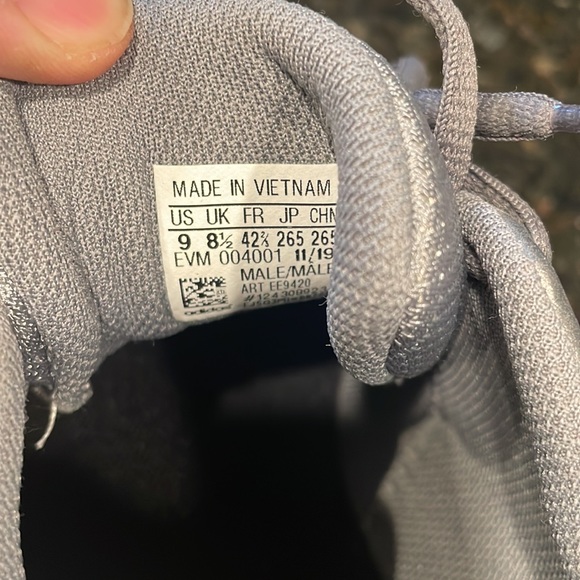 MADE IN VIETNAM
US UK FR JP CHN
9 8½ 42⅔ 265 265
EVM 004001 11/19
MALE/MALE
ART EE9420
adidas